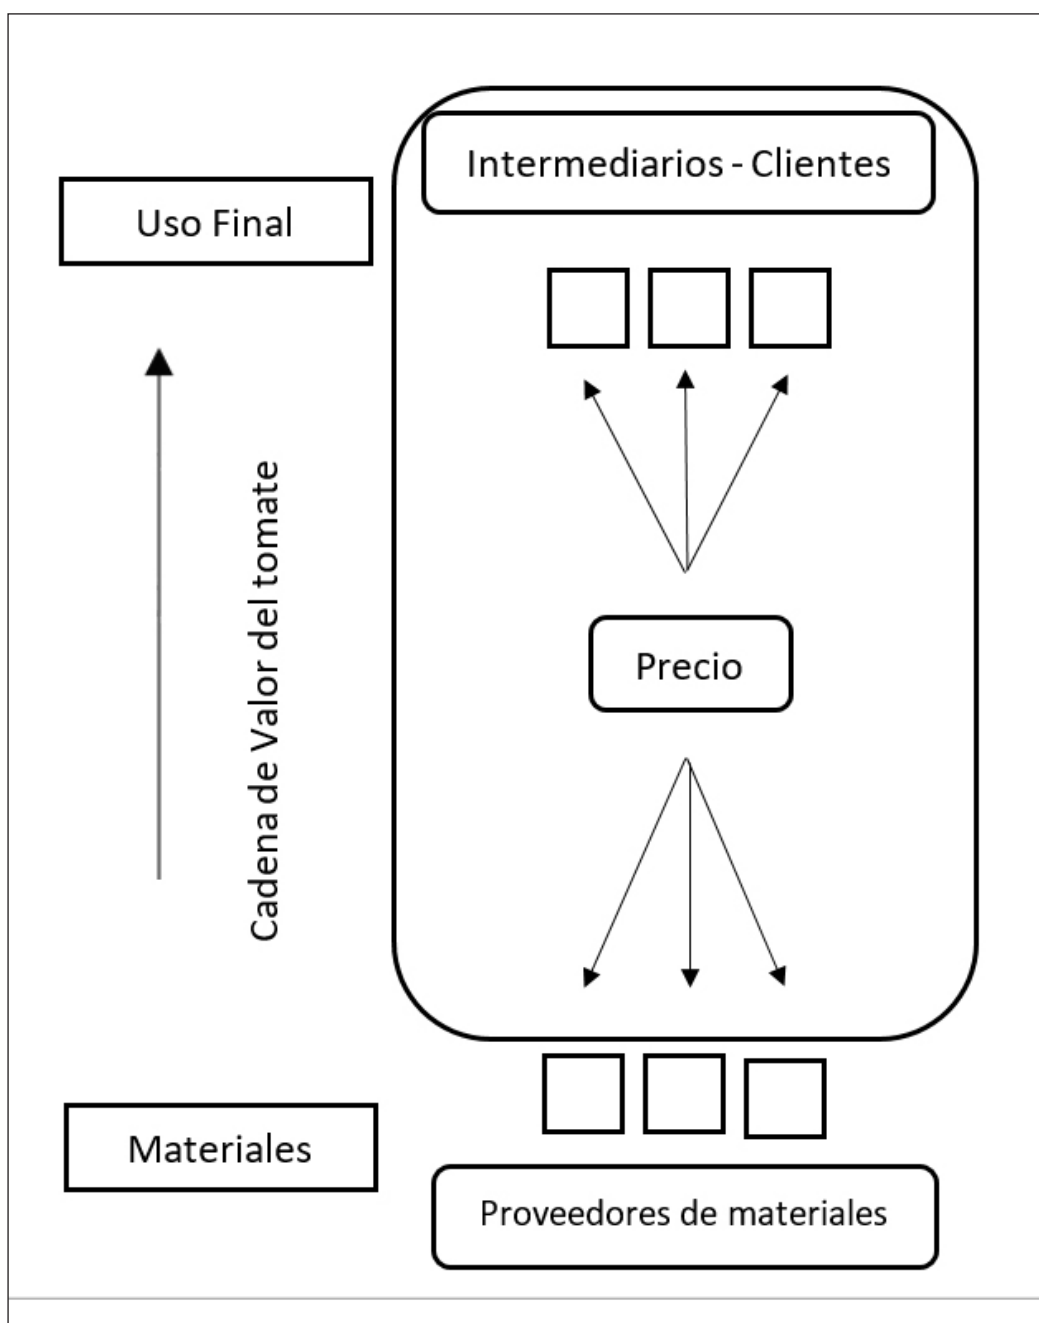 Intermediarios - Clientes
Uso Final
Cadena de Valor del tomate
Precio
Materiales
Proveedores de materiales